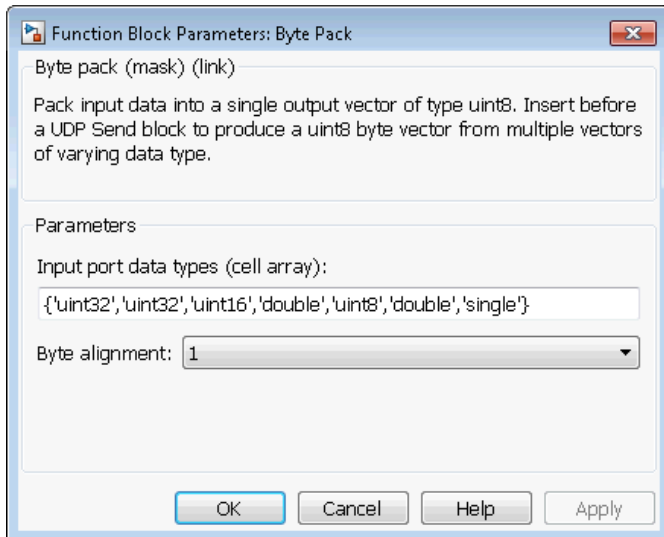 Function Block Parameters: Byte Pack
Byte pack (mask) (link)
Pack input data into a single output vector of type uint8. Insert before
a UDP Send block to produce a uint8 byte vector from multiple vectors
of varying data type.
Parameters
Input port data types (cell array):
{'uint32','uint32','uint16','double','uint8','double','single'}
Byte alignment: 1
OK Cancel Help Apply